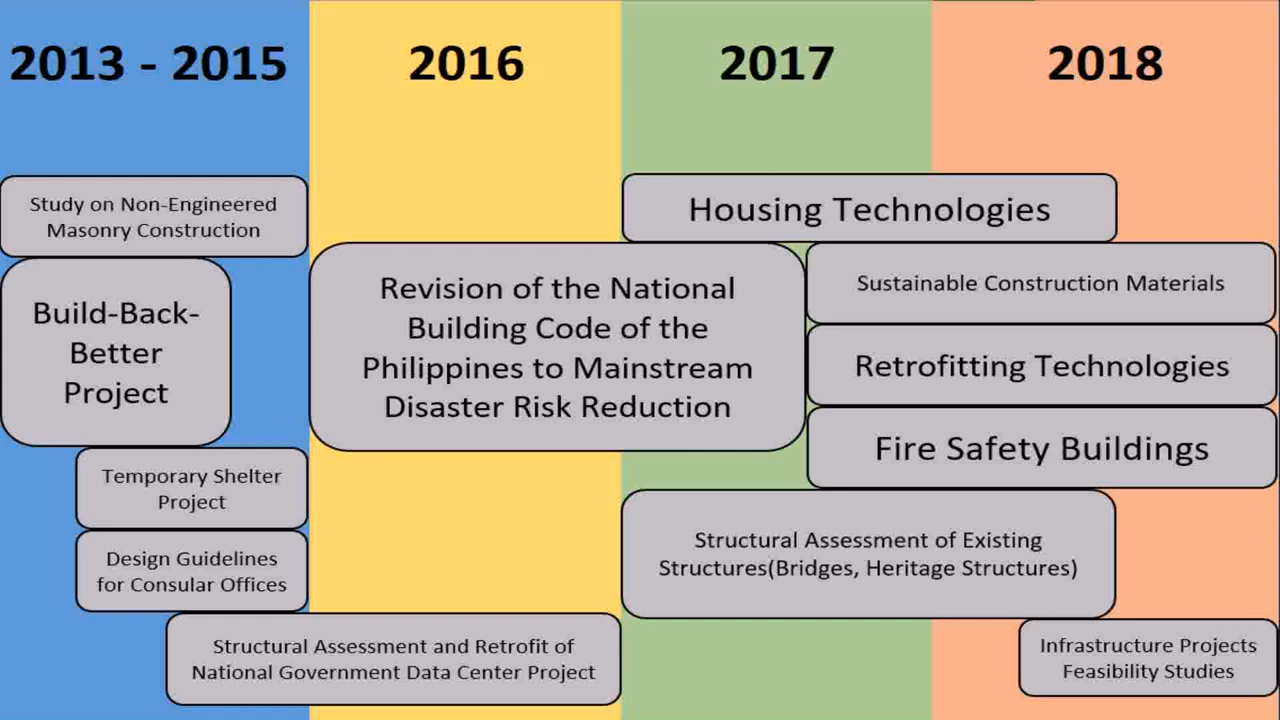 2013 - 2015
2016
2017
2018
Study on Non-Engineered
Masonry Construction
Build-Back-
Better
Project
Temporary Shelter
Project
Design Guidelines
for Consular Offices
Structural Assessment and Retrofit of
National Government Data Center Project
Revision of the National
Building Code of the
Philippines to Mainstream
Disaster Risk Reduction
Housing Technologies
Sustainable Construction Materials
Retrofitting Technologies
Fire Safety Buildings
Structural Assessment of Existing
Structures(Bridges, Heritage Structures)
Infrastructure Projects
Feasibility Studies